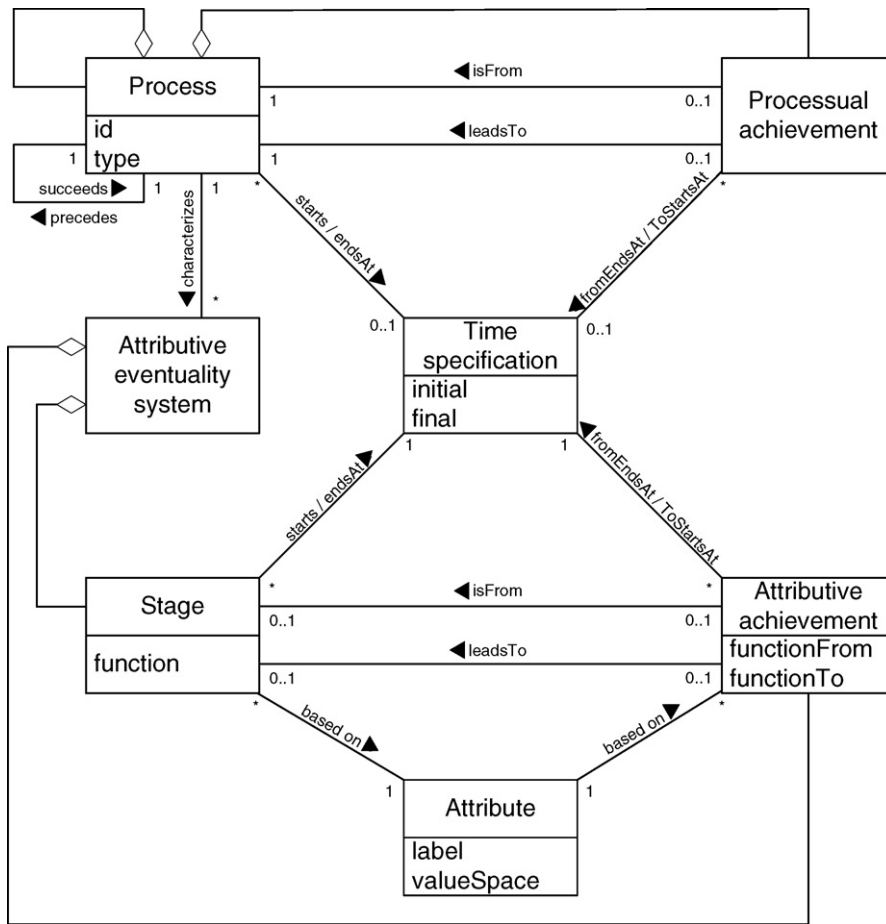 isFrom
Process
1
0..1
Processual
achievement
id
type
leadsTo
1
1
0..1
succeeds
1
1
*
*
precedes
characterizes
starts / endsAt
fromEndsAt / ToStartsAt
*
0..1
0..1
Attributive
eventuality
system
Time
specification
initial
final
1
1
starts / endsAt
fromEndsAt / ToStartsAt
*
*
Stage
isFrom
0..1
0..1
Attributive
achievement
function
functionFrom
functionTo
leadsTo
0..1
0..1
*
*
based on
based on
1
1
Attribute
label
valueSpace